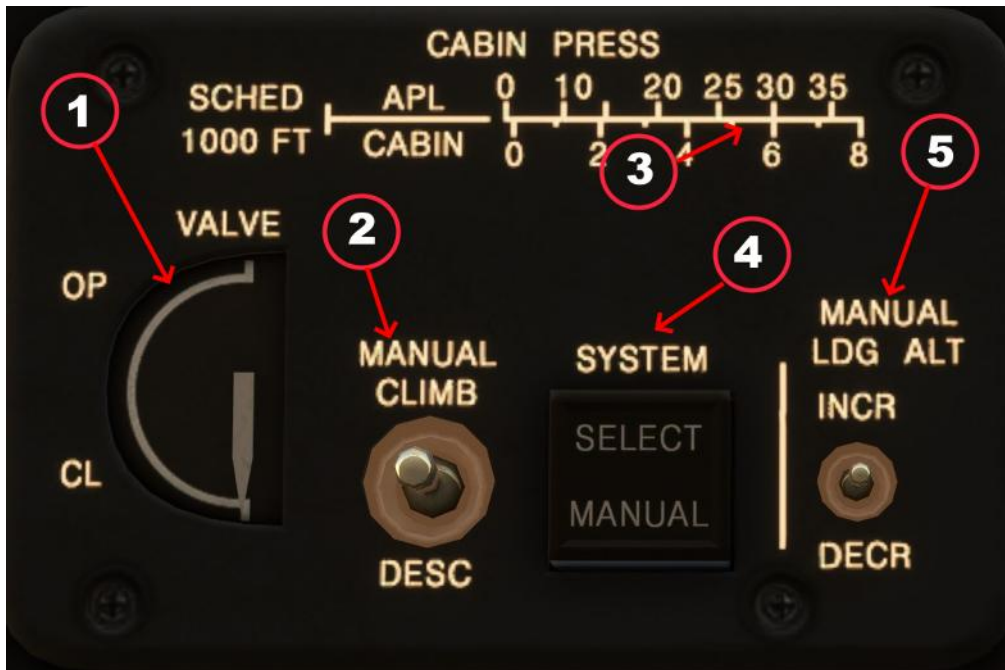 CABIN PRESS
0 10 20 25 30 35
SCHED
1000 FT
APL
CABIN
0 2 4 6 8
1
2
3
4
5
VALVE
OP
CL
MANUAL
CLIMB
DESC
SYSTEM
SELECT
MANUAL
MANUAL
LDG ALT
INCR
DECR